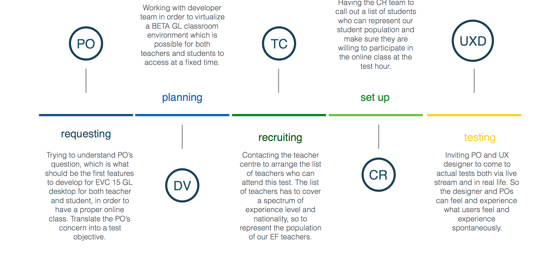 PO
Working with developer
team in order to virtualize
a BETA GL classroom
environment which is
possible for both
teachers and students to
access at a fixed time.
TC
Having the CR team to
call out a list of students
who can represent our
student population and
make sure they are
willing to participate in
the online class at the
test hour.
UXD
planning
set up
requesting
recruiting
testing
Trying to understand PO's
question, which is what
should be the first features
to develop for EVC 15 GL
desktop for both teacher
and student, in order to
have a proper online
class. Translate the PO's
concern into a test
objective.
DV
Contacting the teacher
centre to arrange the list
of teachers who can
attend this test. The list
of teachers has to cover
a spectrum of
experience level and
nationality, so to
represent the population
of our EF teachers.
CR
Inviting PO and UX
designer to come to
actual tests both via live
stream and in real life. So
the designer and POs
can feel and experience
what users feel and
experience
spontaneously.